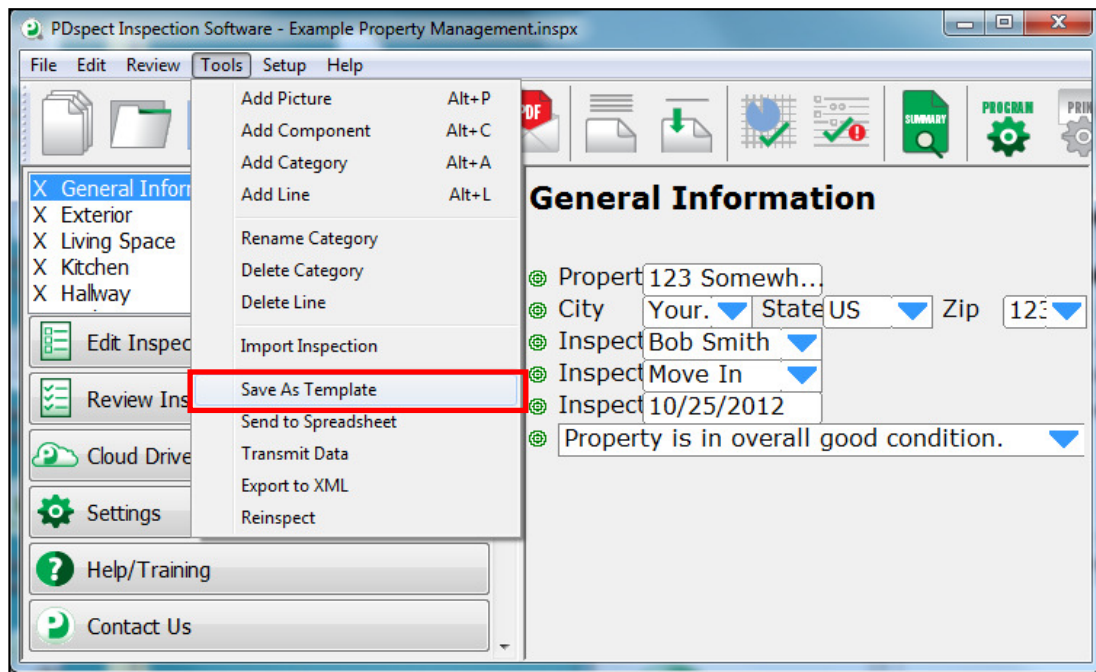 PDspect Inspection Software - Example Property Management.inspx
File Edit Review Tools Setup Help
PDF
SUMMARY
PROGRAM
PRIN
Add Picture Alt+P
Add Component Alt+C
Add Category Alt+A
Add Line Alt+L
Rename Category
Delete Category
Delete Line
Import Inspection
Save As Template
Send to Spreadsheet
Transmit Data
Export to XML
Reinspect
X General Infor
X Exterior
X Living Space
X Kitchen
X Hallway
Edit Inspec
Review Ins
Cloud Drive
Settings
Help/Training
Contact Us
General Information
Propert 123 Somewh...
City Your. State US Zip 123
Inspect Bob Smith
Inspect Move In
Inspect 10/25/2012
Property is in overall good condition.